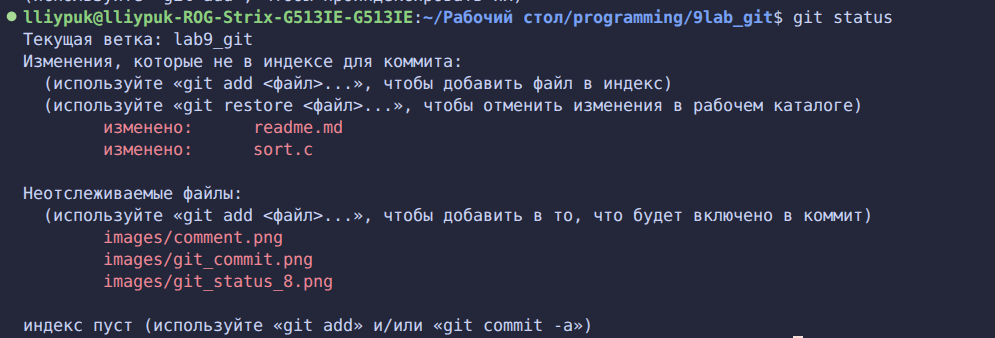 lliypuk@lliypuk-ROG-Strix-G513IE-G513IE:~/Рабочий стол/programming/9lab_git$ git status
Текущая ветка: lab9_git
Изменения, которые не в индексе для коммита:
(используйте «git add <файл>...», чтобы добавить файл в индекс)
(используйте «git restore <файл>...», чтобы отменить изменения в рабочем каталоге)
изменено: readme.md
изменено: sort.c
Неотслеживаемые файлы:
(используйте «git add <файл>...», чтобы добавить в то, что будет включено в коммит)
images/comment.png
images/git_commit.png
images/git_status_8.png
индекс пуст (используйте «git add» и/или «git commit -a»)